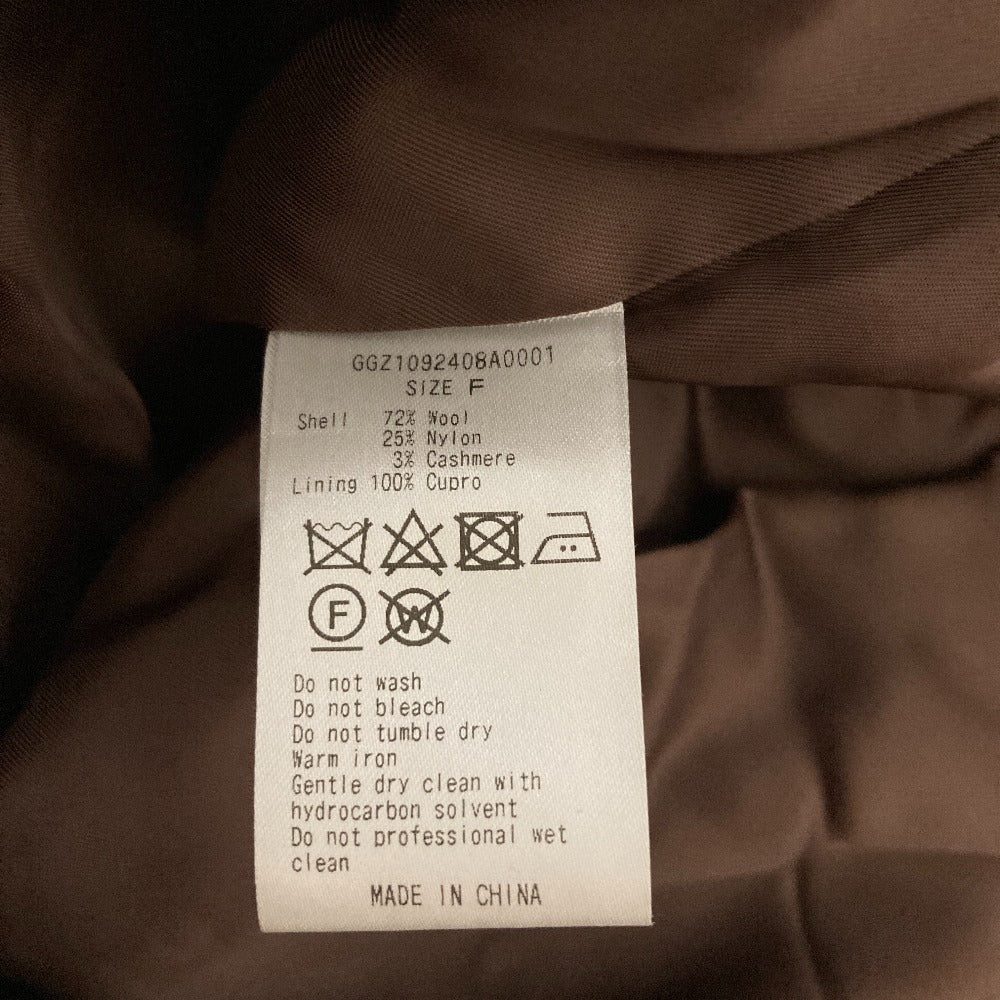 GGZ1092408A0001
SIZE F
Shell 72% Wool
25% Nylon
3% Cashmere
Lining 100% Cupro
F W
Do not wash
Do not bleach
Do not tumble dry
Warm iron
Gentle dry clean with
hydrocarbon solvent
Do not professional wet
clean
MADE IN CHINA